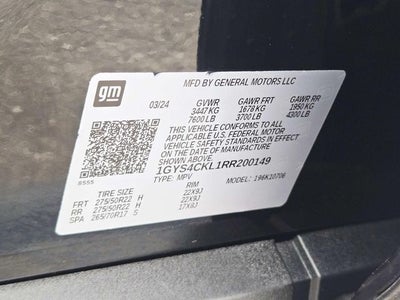 gm
MFD BY GENERAL MOTORS LLC
03/24 GVWR GAWR FRT GAWR RR
3447 KG 1678 KG 1950 KG
7600 LB 3700 LB 4300 LB
THIS VEHICLE CONFORMS TO ALL
APPLICABLE U.S. FEDERAL MOTOR
VEHICLE SAFETY STANDARDS IN EFFECT
ON THE DATE OF MANUFACTURE SHOWN ABOVE.
1GYS4CKL1RR200149
8555 TYPE: MPV MODEL: 196K10706
TIRE SIZE RIM
FRT 275/50R22 H 22X9J
RR 275/50R22 H 22X9J
SPA 265/70R17 S 17X8J